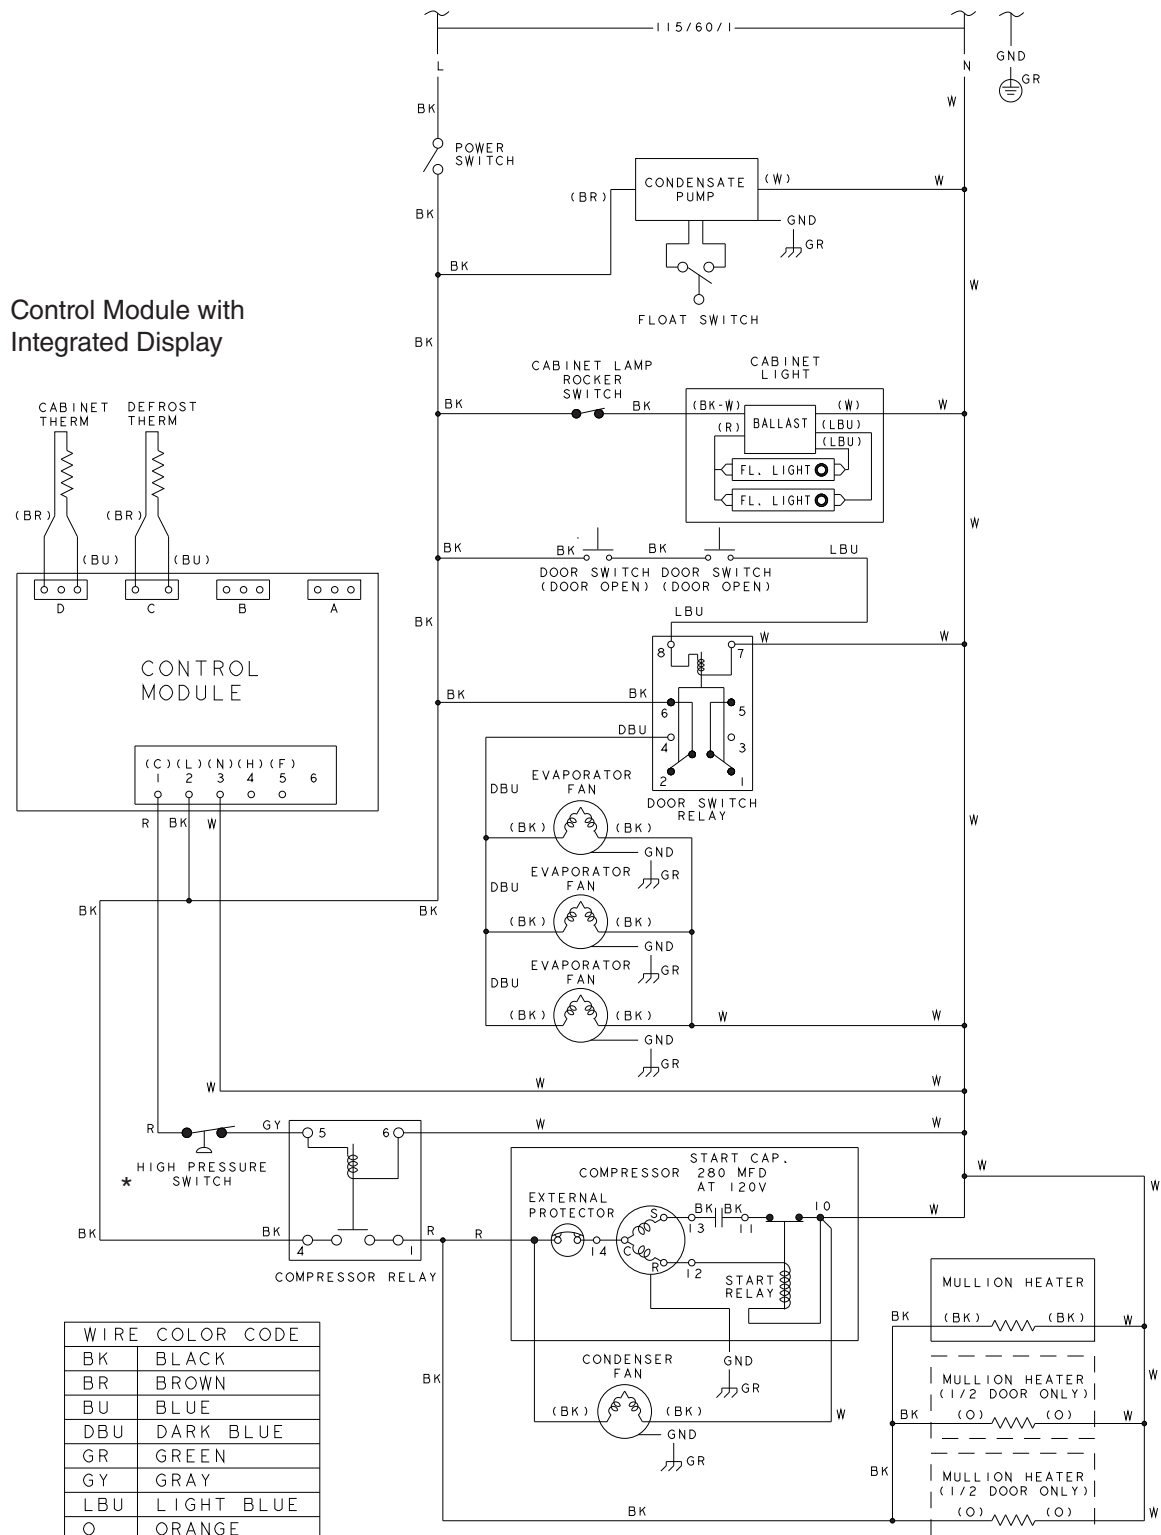 115/60/1
L
N
GND
GR
BK
W
POWER
SWITCH
(BR)
CONDENSATE
PUMP
(W)
W
BK
GND
GR
BK
W
FLOAT SWITCH
Control Module with
Integrated Display
BK
CABINET LAMP
ROCKER
SWITCH
CABINET
LIGHT
BK
BK
(BK-W)
(W)
W
(R)
BALLAST
(LBU)
(LBU)
FL. LIGHT
FL. LIGHT
CABINET
THERM
DEFROST
THERM
(BR)
(BR)
(BU)
(BU)
D
C
B
A
CONTROL
MODULE
(C)(L)(N)(H)(F)
1 2 3 4 5 6
R
BK
W
W
BK
BK
BK
LBU
DOOR SWITCH
(DOOR OPEN)
DOOR SWITCH
(DOOR OPEN)
LBU
BK
8
7
W
W
BK
BK
6
5
DBU
4
3
2
1
DOOR SWITCH
RELAY
DBU
EVAPORATOR
FAN
(BK)
(BK)
GND
GR
W
DBU
EVAPORATOR
FAN
(BK)
(BK)
GND
GR
BK
BK
DBU
EVAPORATOR
FAN
(BK)
(BK)
W
W
GND
GR
W
W
W
R
GY
5
6
W
W
HIGH PRESSURE
SWITCH
*
BK
BK
4
1
R
R
COMPRESSOR RELAY
COMPRESSOR
START CAP.
280 MFD
AT 120V
EXTERNAL
PROTECTOR
14
C
S
R
BK
BK
13
11
10
12
START
RELAY
W
W
W
GND
GR
CONDENSER
FAN
(BK)
(BK)
W
GND
GR
BK
MULLION HEATER
BK
(BK)
(BK)
W
W
MULLION HEATER
(1/2 DOOR ONLY)
BK
(O)
(O)
W
BK
MULLION HEATER
(1/2 DOOR ONLY)
(O)
(O)
W
BK
WIRE COLOR CODE
BK BLACK
BR BROWN
BU BLUE
DBU DARK BLUE
GR GREEN
GY GRAY
LBU LIGHT BLUE
O ORANGE